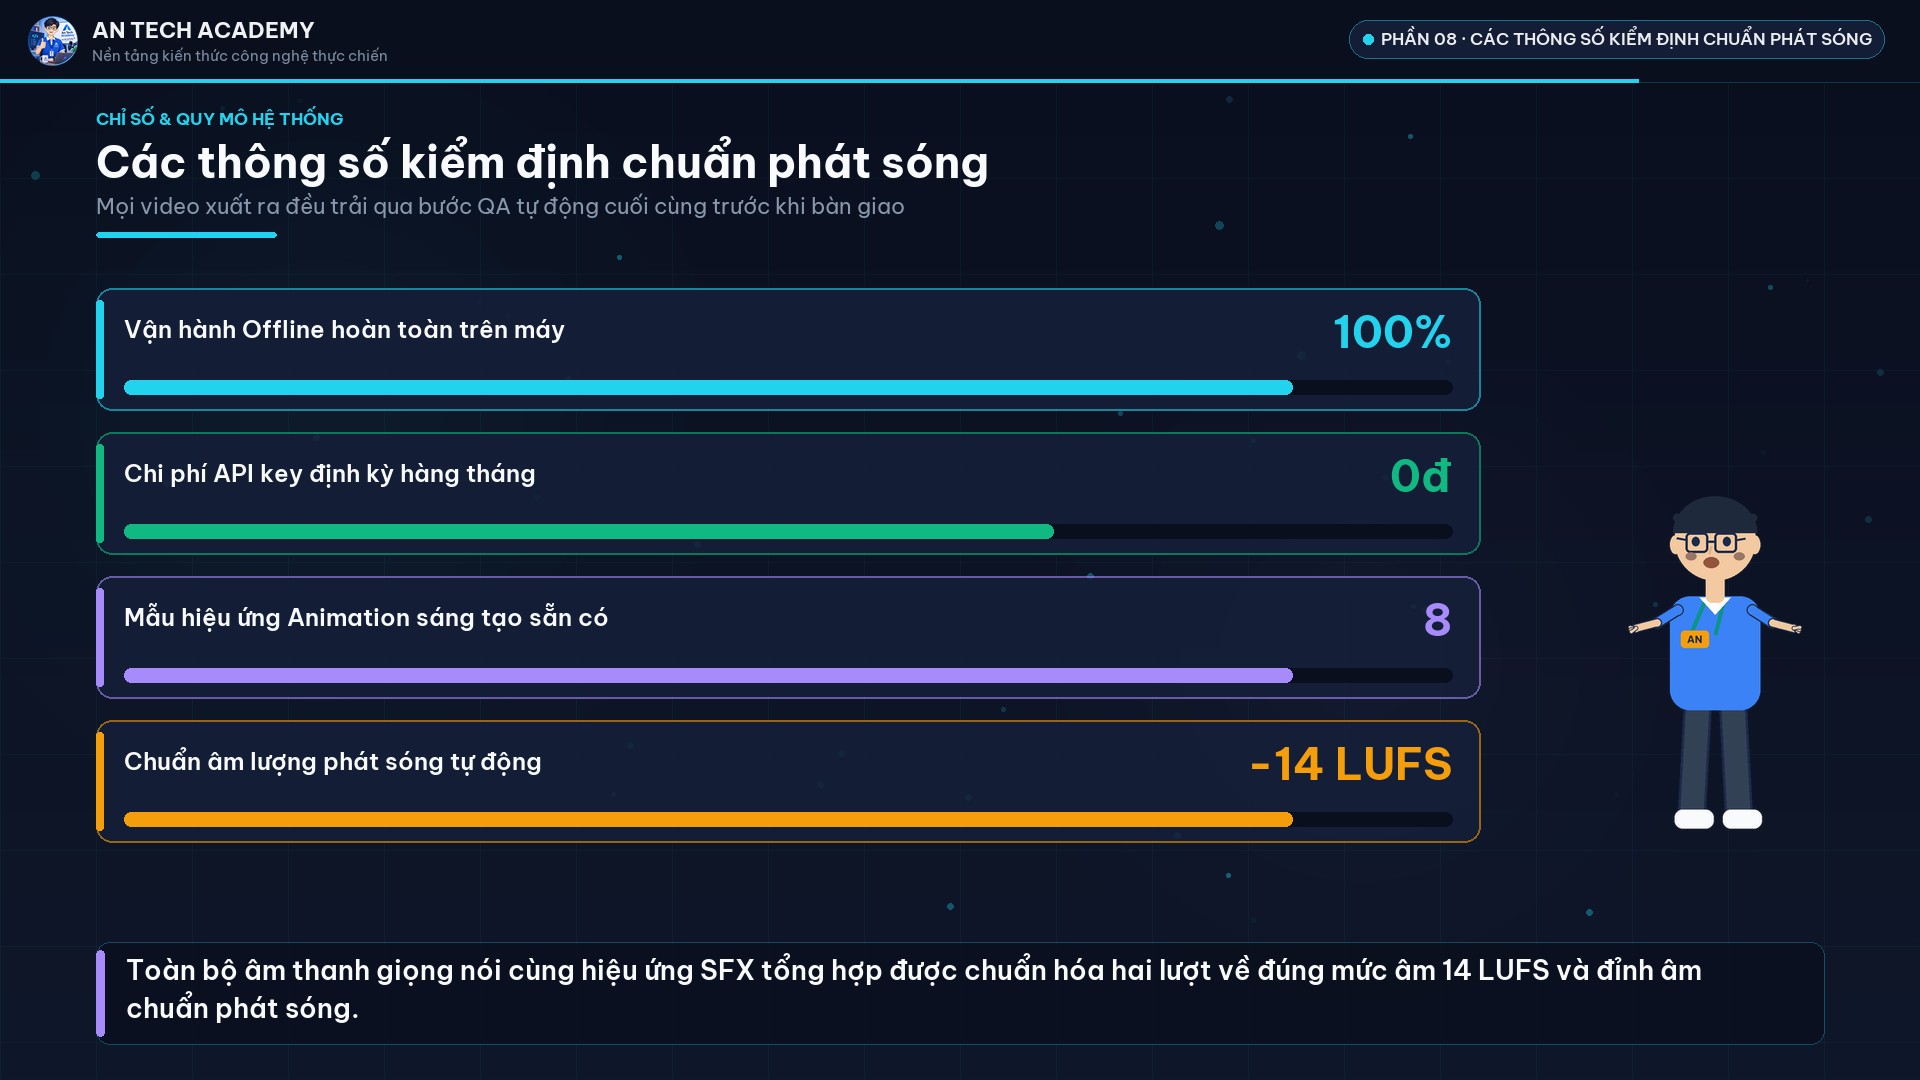 AN TECH ACADEMY
Nền tảng kiến thức công nghệ thực chiến
PHẦN 08 · CÁC THÔNG SỐ KIỂM ĐỊNH CHUẨN PHÁT SÓNG
CHỈ SỐ & QUY MÔ HỆ THỐNG
Các thông số kiểm định chuẩn phát sóng
Mọi video xuất ra đều trải qua bước QA tự động cuối cùng trước khi bàn giao
Vận hành Offline hoàn toàn trên máy
100%
Chi phí API key định kỳ hàng tháng
0đ
Mẫu hiệu ứng Animation sáng tạo sẵn có
8
Chuẩn âm lượng phát sóng tự động
-14 LUFS
AN
Toàn bộ âm thanh giọng nói cùng hiệu ứng SFX tổng hợp được chuẩn hóa hai lượt về đúng mức âm 14 LUFS và đỉnh âm
chuẩn phát sóng.